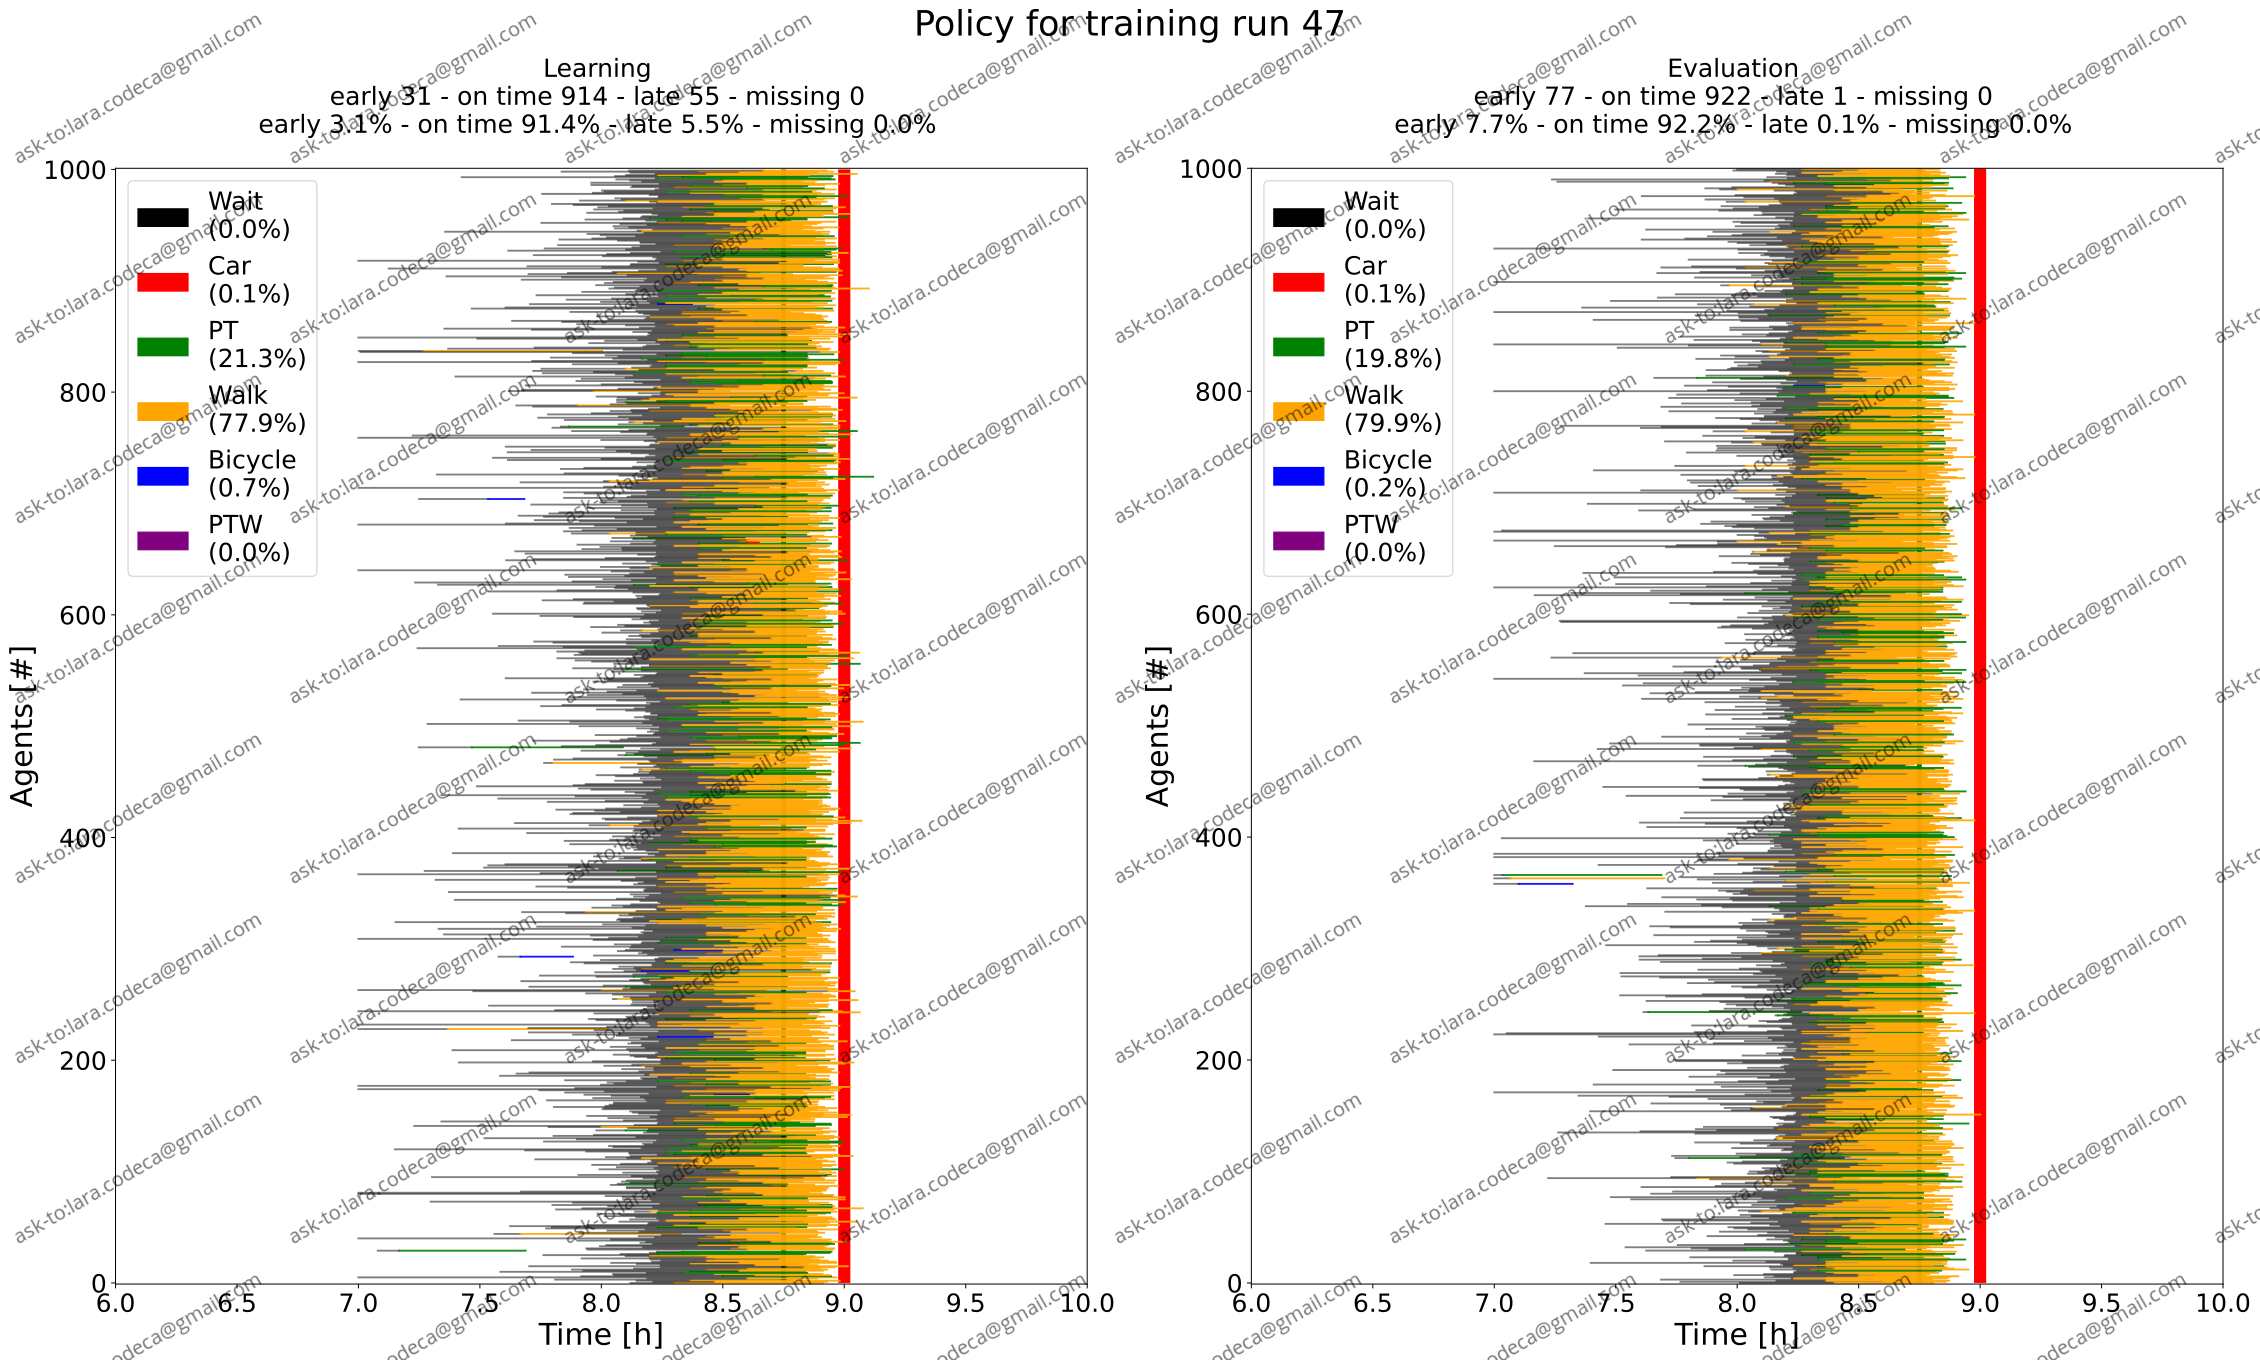 Policy for training run 47
Learning
early 31 - on time 914 - late 55 - missing 0
early 3.1% - on time 91.4% - late 5.5% - missing 0.0%
1000
800
600
400
200
0
Agents [#]
Wait
(0.0%)
Car
(0.1%)
PT
(21.3%)
Walk
(77.9%)
Bicycle
(0.7%)
PTW
(0.0%)
6.0 6.5 7.0 7.5 8.0 8.5 9.0 9.5 10.0
Time [h]
Evaluation
early 77 - on time 922 - late 1 - missing 0
early 7.7% - on time 92.2% - late 0.1% - missing 0.0%
1000
800
600
400
200
0
Agents [#]
Wait
(0.0%)
Car
(0.1%)
PT
(19.8%)
Walk
(79.9%)
Bicycle
(0.2%)
PTW
(0.0%)
6.0 6.5 7.0 7.5 8.0 8.5 9.0 9.5 10.0
Time [h]
ask-to:lara.codeca@gmail.com